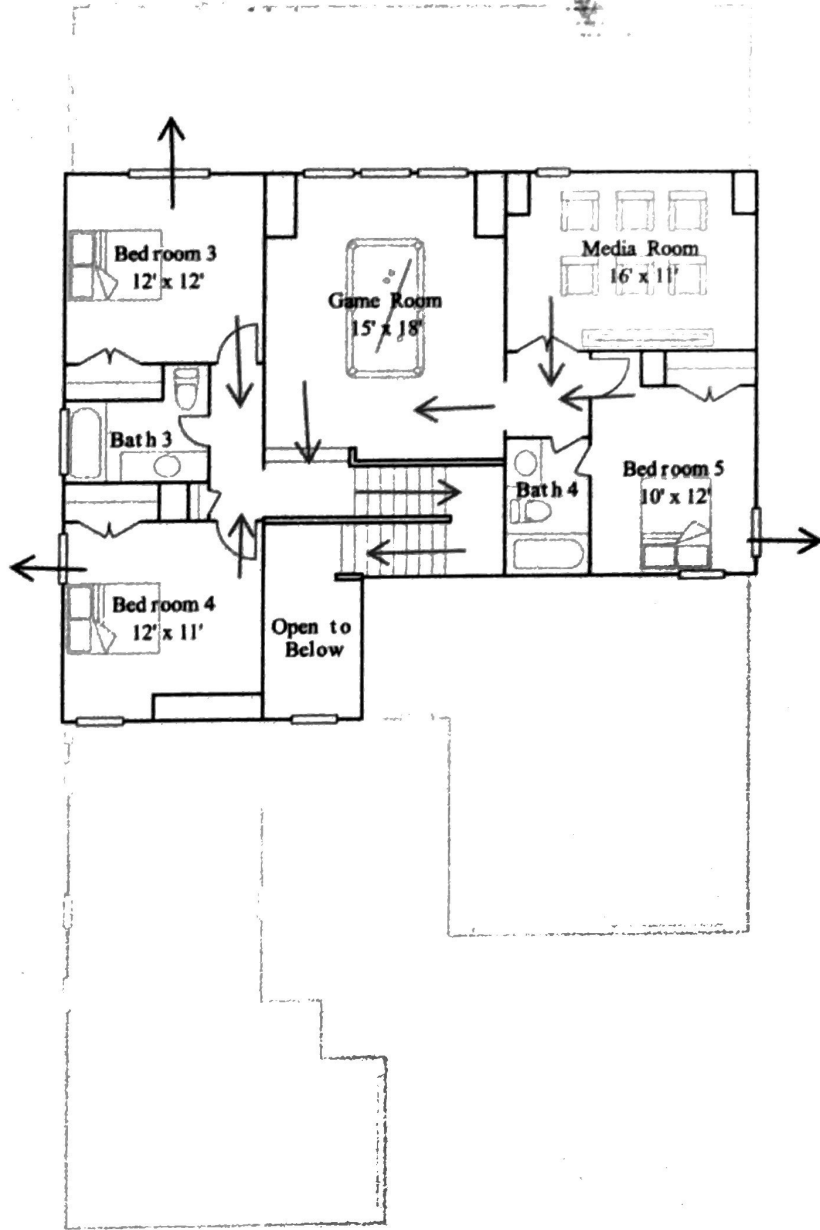 Bed room 3
12' x 12'
Game Room
15' x 18'
Media Room
16' x 11'
Bath 3
Bath 4
Bed room 5
10' x 12'
Bed room 4
12' x 11'
Open to
Below